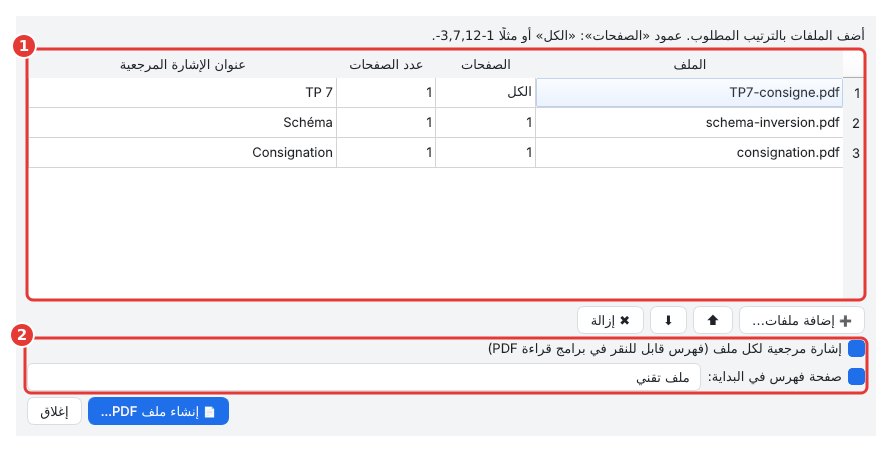 أضف الملفات بالترتيب المطلوب. عمود «الصفحات»: «الكل» أو مثلًا 1-3,7,12-.
1
الملف الصفحات عدد الصفحات عنوان الإشارة المرجعية
1 TP7-consigne.pdf الكل 1 TP 7
2 schema-inversion.pdf 1 1 Schéma
3 consignation.pdf 1 1 Consignation
➕ إضافة ملفات... ⬆ ⬇ ✖ إزالة
2
إشارة مرجعية لكل ملف (فهرس قابل للنقر في برامج قراءة PDF)
صفحة فهرس في البداية: ملف تقني
إنشاء ملف PDF... إغلاق